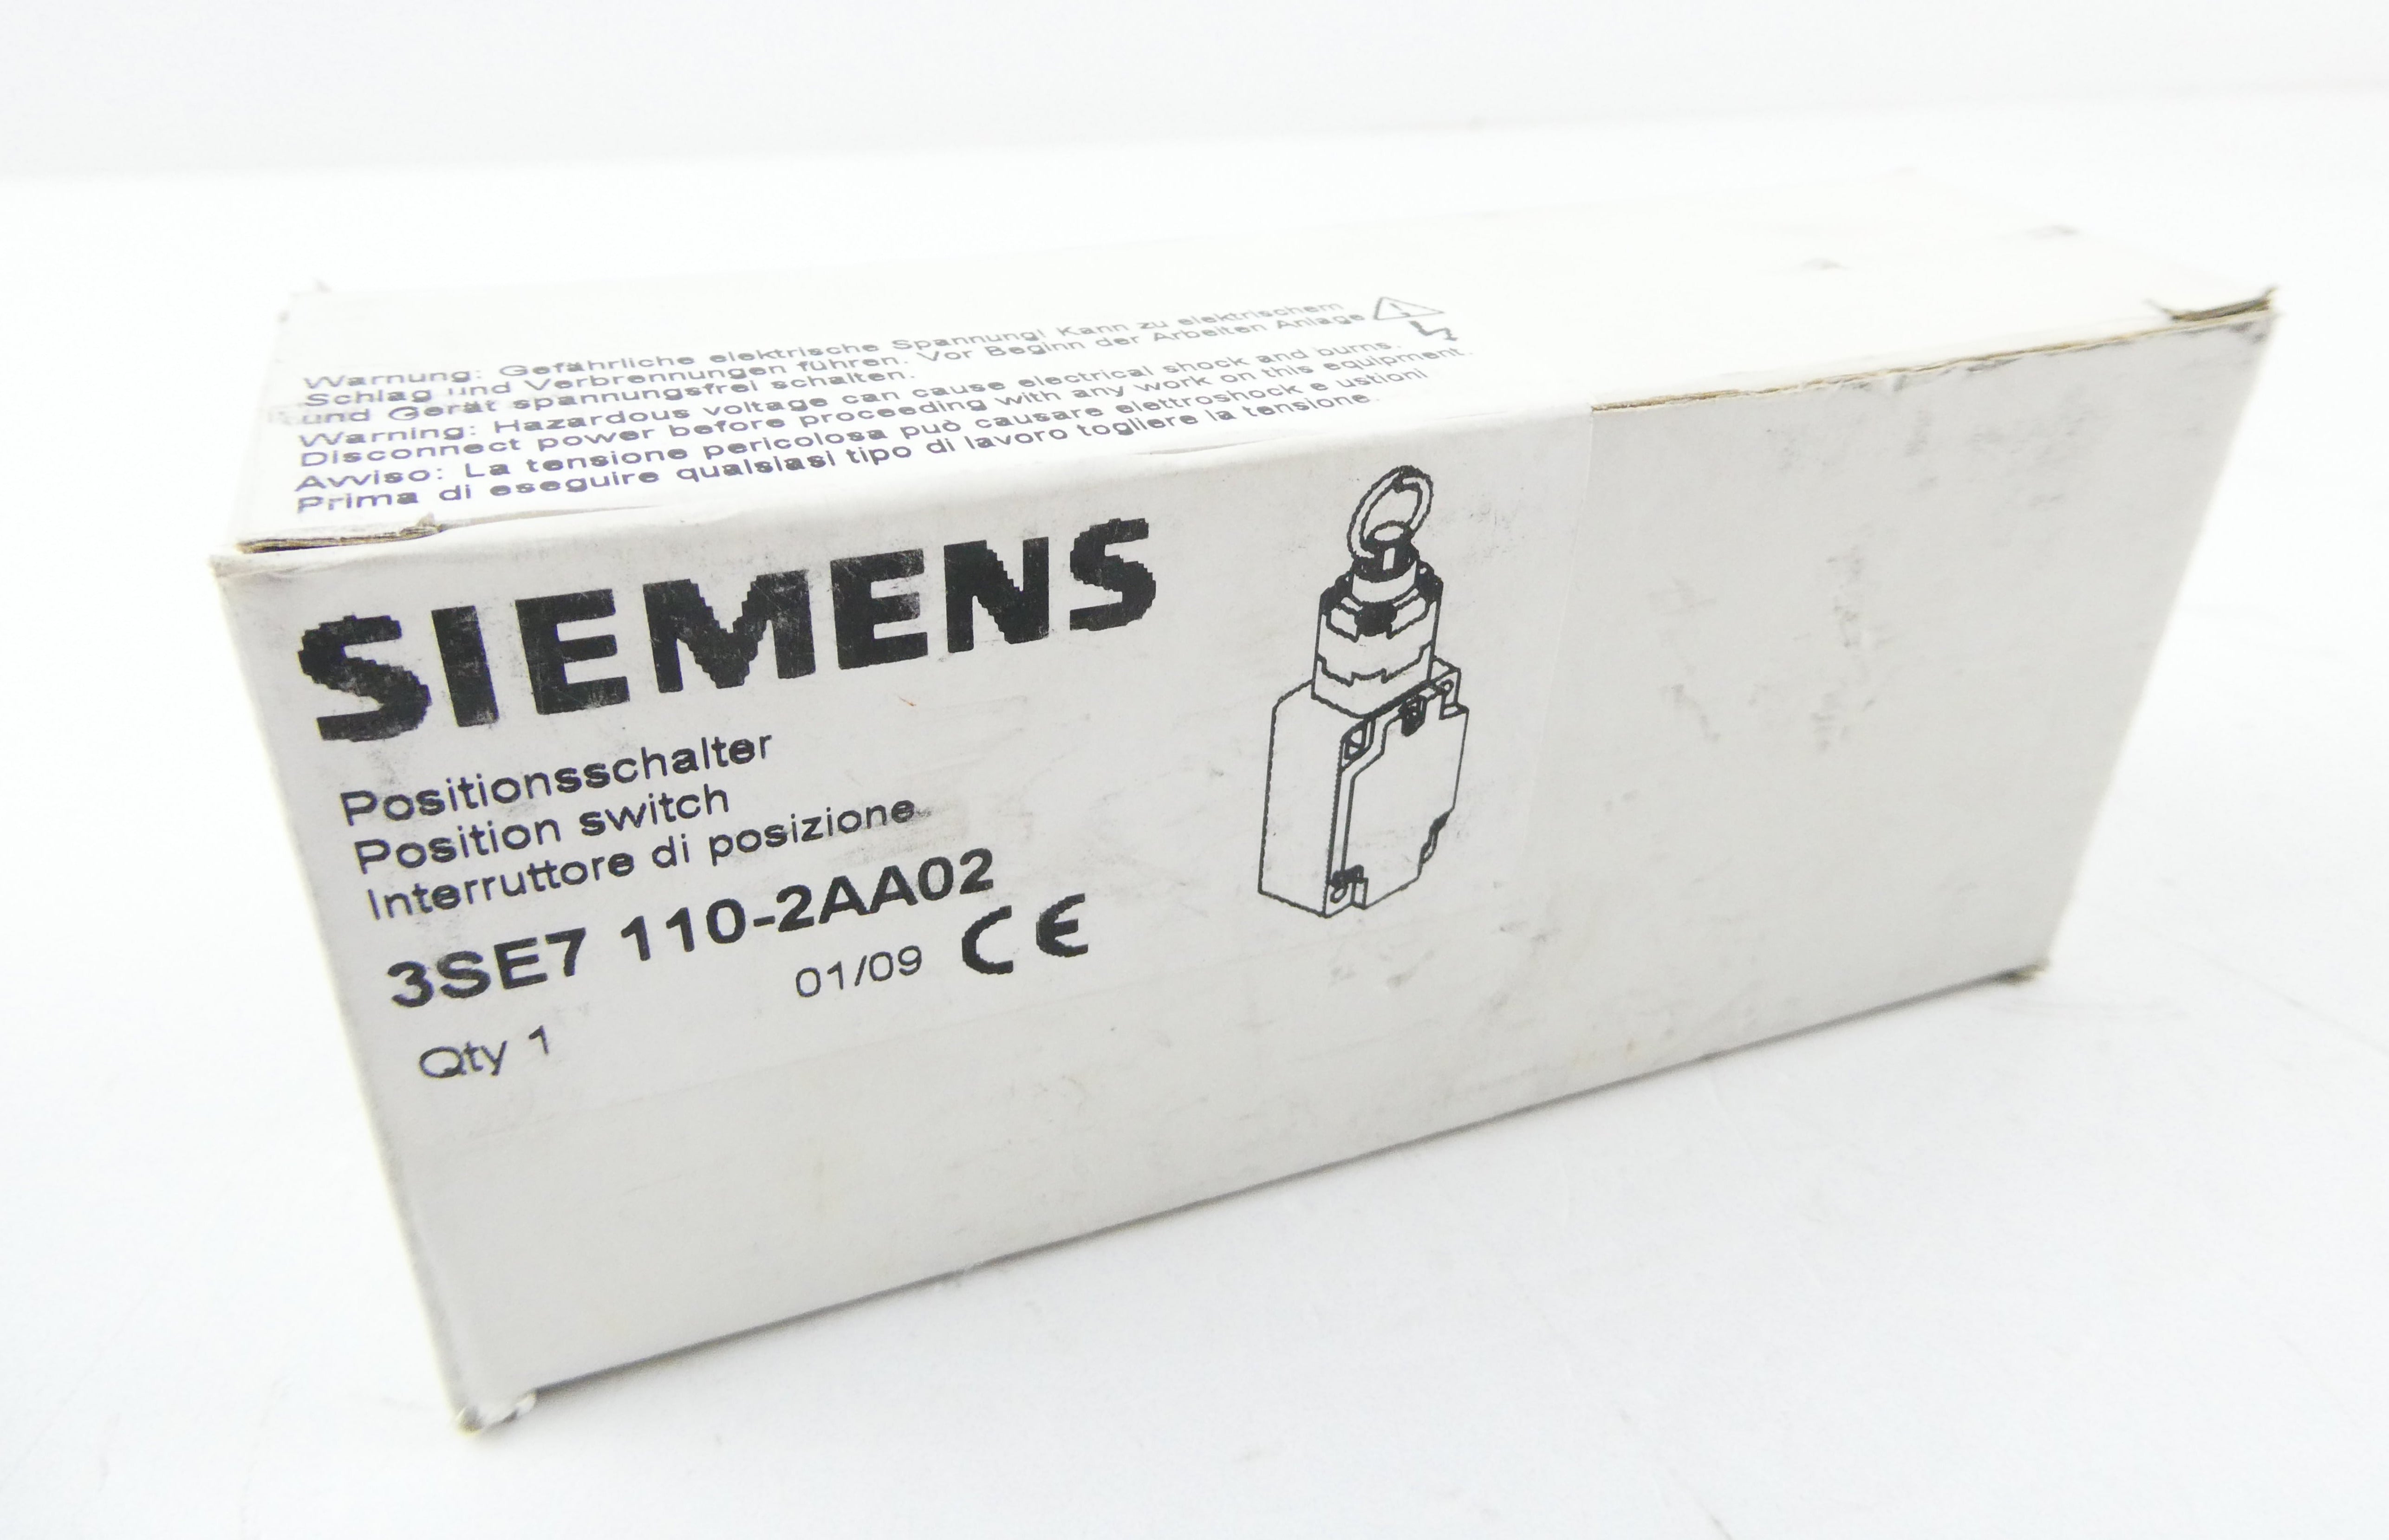 Warnung: Gefährliche elektrische Spannung! Kann zu elektrischem
Schlag und Verbrennungen führen. Vor Beginn der Arbeiten Anlage
und Gerät spannungsfrei schalten.
Warning: Hazardous voltage can cause electrical shock and burns.
Disconnect power before proceeding with any work on this equipment.
Avviso: La tensione pericolosa può causare elettroshock e ustioni
Prima di eseguire qualsiasi tipo di lavoro togliere la tensione.
SIEMENS
Positionsschalter
Position switch
Interruttore di posizione
3SE7 110-2AA02
01/09 CE
Qty 1